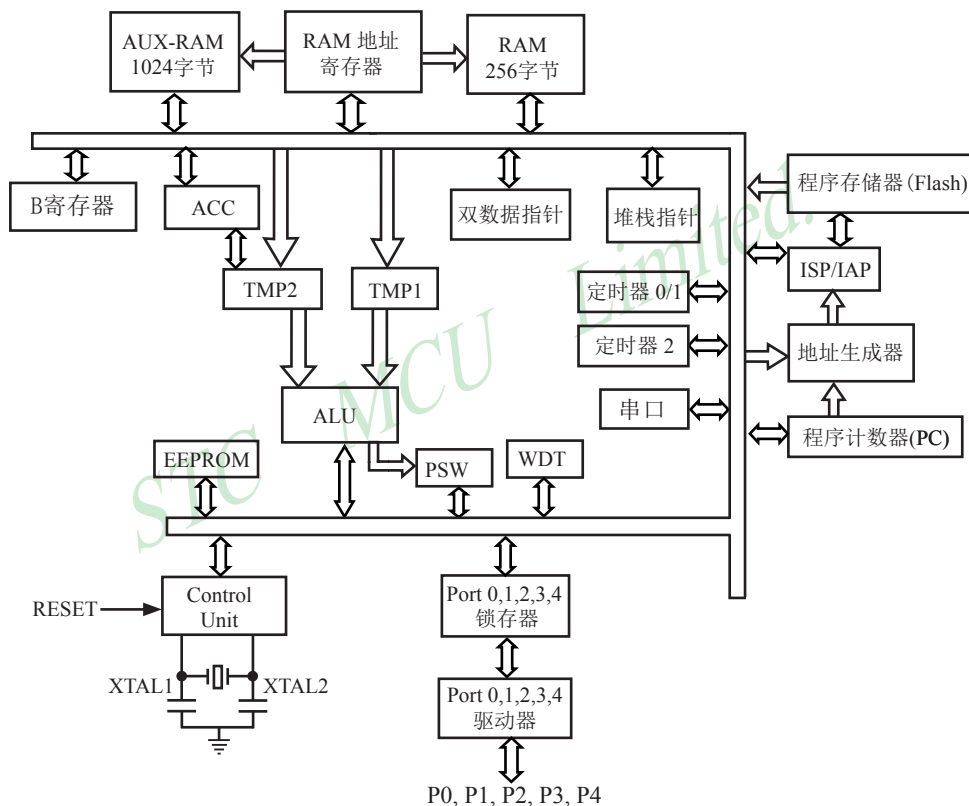 AUX-RAM
1024字节
RAM 地址
寄存器
RAM
256字节
B寄存器
ACC
双数据指针
堆栈指针
程序存储器(Flash)
TMP2
TMP1
ISP/IAP
定时器 0/1
定时器 2
地址生成器
串口
程序计数器(PC)
ALU
EEPROM
PSW
WDT
STC MCU Limited.
RESET
Control
Unit
Port 0,1,2,3,4
锁存器
XTAL1
XTAL2
Port 0,1,2,3,4
驱动器
P0, P1, P2, P3, P4